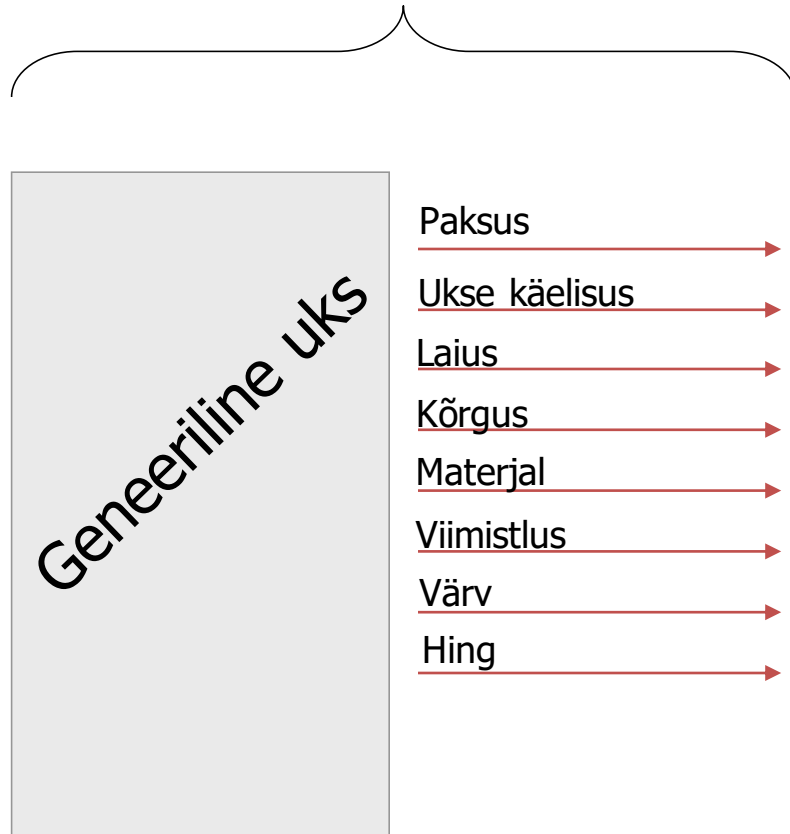 Geneeriline uks
Paksus
Ukse käelisus
Laius
Kõrgus
Materjal
Viimistlus
Värv
Hing